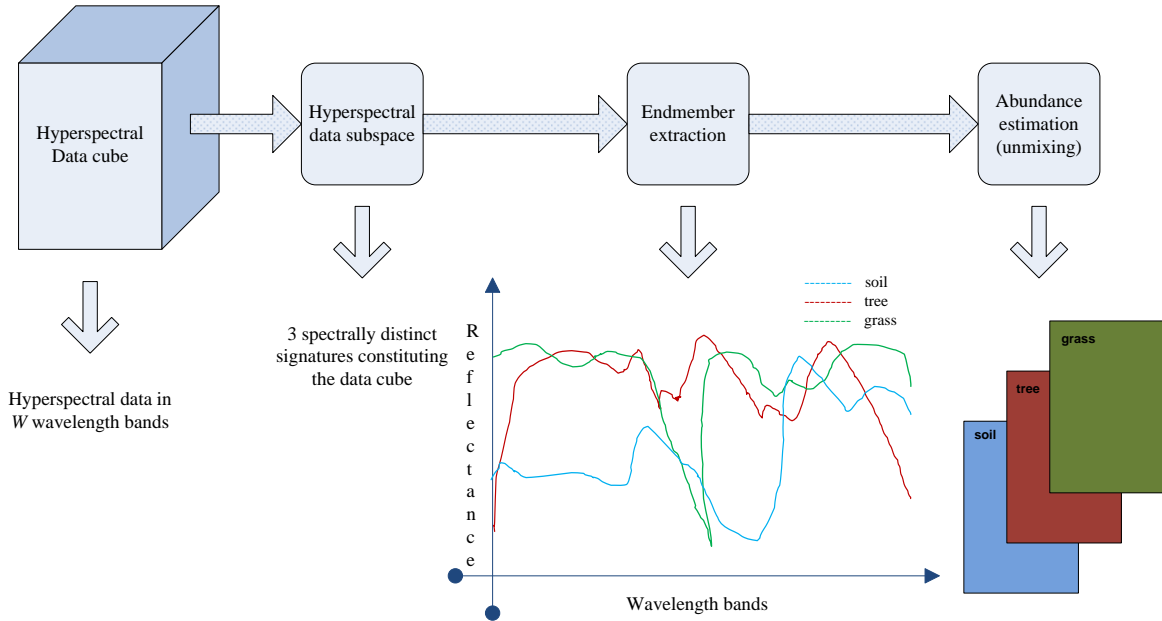 Hyperspectral
Data cube
Hyperspectral
data subspace
Endmember
extraction
Abundance
estimation
(unmixing)
Hyperspectral data in
W wavelength bands
3 spectrally distinct
signatures constituting
the data cube
Reflectance
soil
tree
grass
Wavelength bands
grass
tree
soil